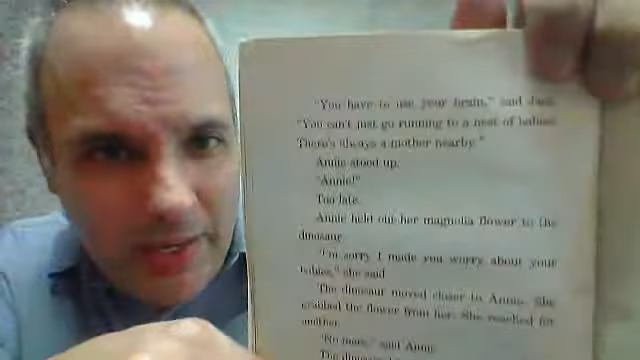 "You have to use your brain," said Jack.
"You can't just go running to a nest of babies.
There's always a mother nearby."
Annie stood up.
"Annie!"
Too late.
Annie held out her magnolia flower to the
dinosaur.
"I'm sorry I made you worry about your
babies," she said.
The dinosaur moved closer to Annie. She
grabbed the flower from her. She reached for
another.
"No more," said Annie.
The dinosaur